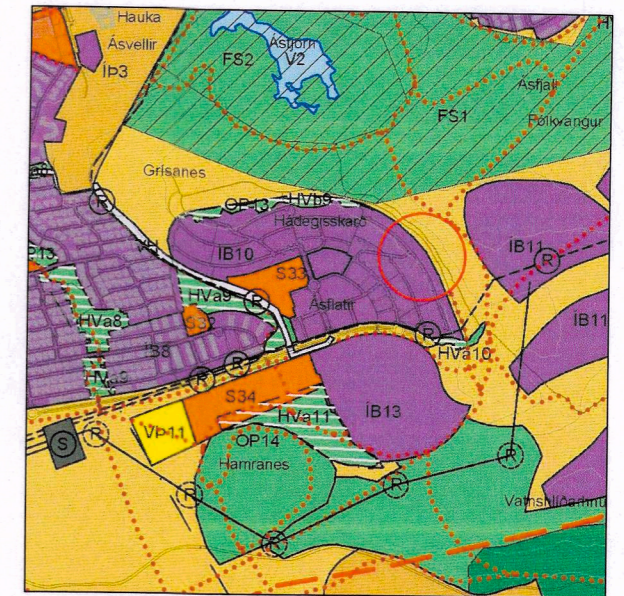 Hauka
Ásvellir
ÍÞ3
FS2
Ástjörn
V2
Ásfjall
FS1
Fólkvangur
Grísanes
OP13
HVb9
Hádegisskarð
R
ÍB10
S33
ÍB11
R
HVa9
R
Ásflatir
ÍB11
HVa8
S32
R
HVa10
ÍB8
R
R
S34
ÍB13
HVa11
VÞ11
S
R
OP14
Hamranes
R
R
R
R